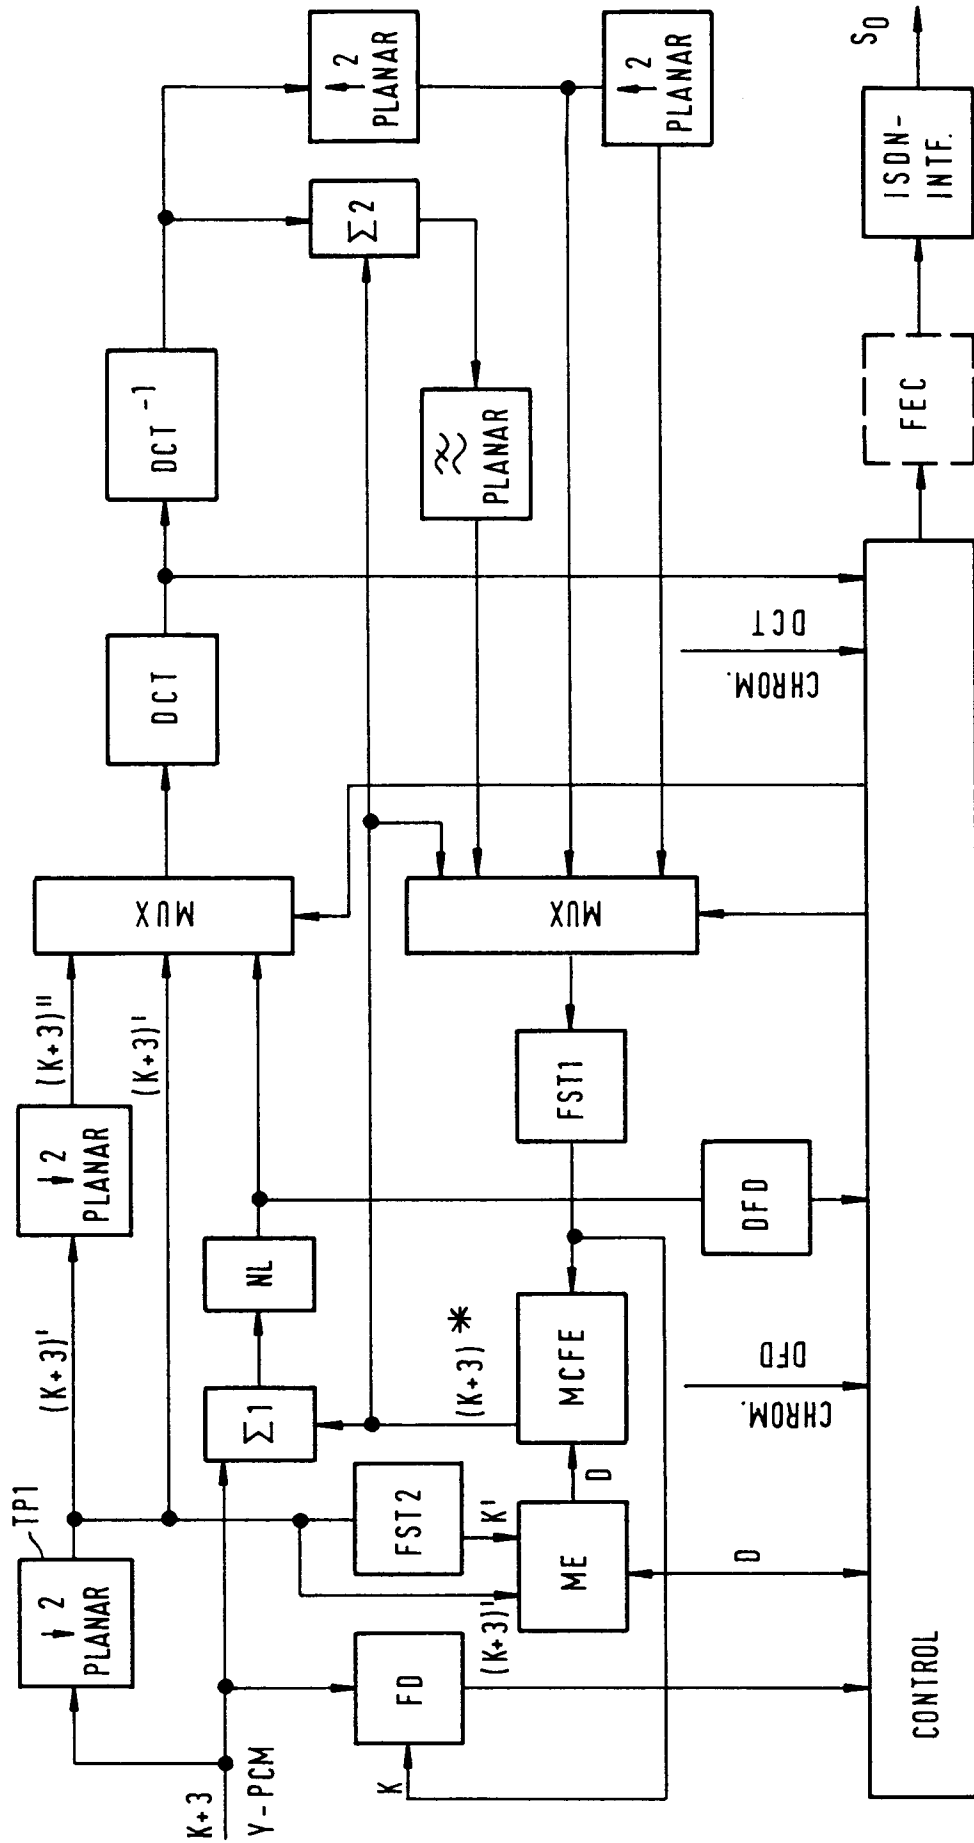 TP1
↓2
PLANAR
(K+3)'
↓2
PLANAR
(K+3)"
(K+3)'
MUX
DCT
DCT -1
↑2
PLANAR
K+3
Y-PCM
Σ1
NL
Σ2
FD
K
FST2
K'
(K+3)'
ME
D
MCFE
(K+3)*
FST1
MUX
PLANAR
↑2
PLANAR
D
DFD
CHROM.
DFD
CHROM.
DCT
CONTROL
FEC
ISDN-
INTF.
S0